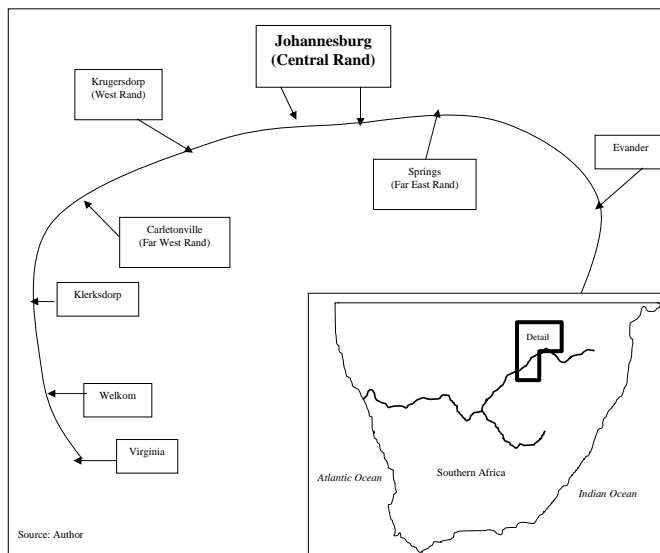 Johannesburg
(Central Rand)
Krugersdorp
(West Rand)
Evander
Springs
(Far East Rand)
Carletonville
(Far West Rand)
Klerksdorp
Detail
Welkom
Virginia
Atlantic Ocean
Southern Africa
Indian Ocean
Source: Author